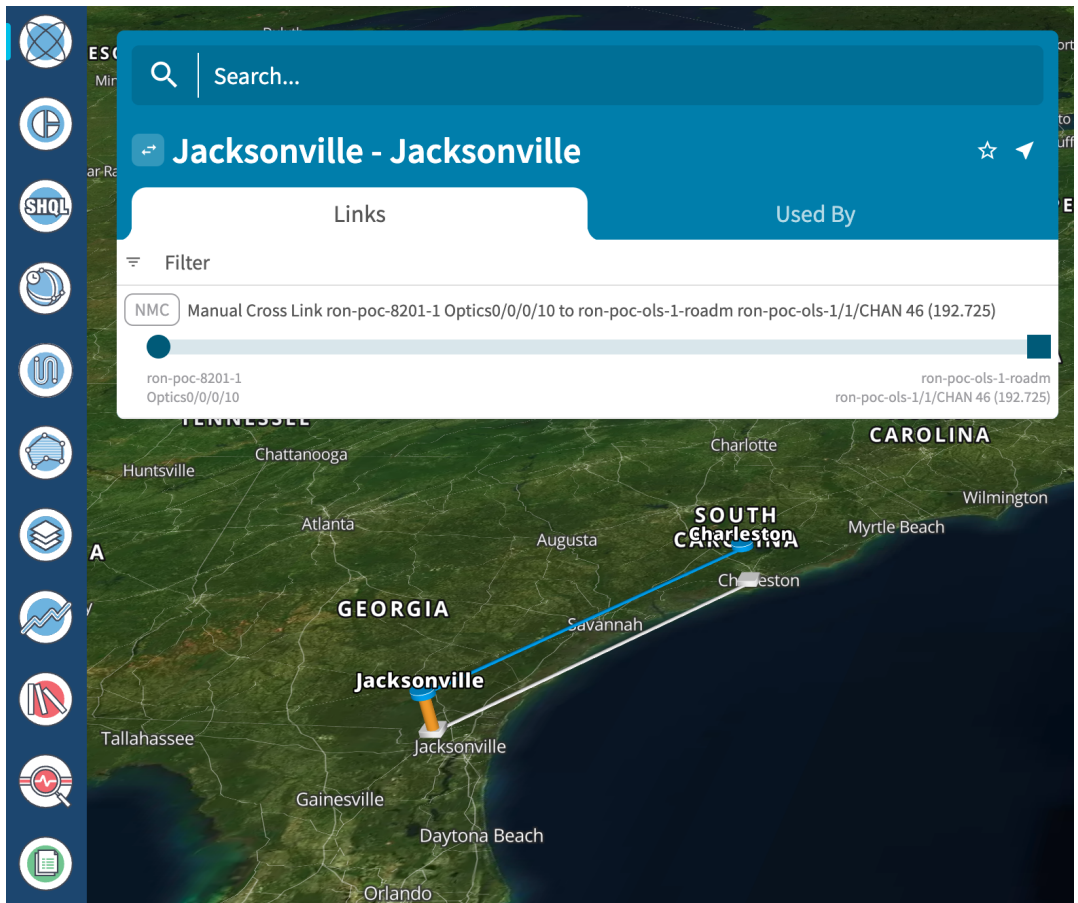 Search...
Jacksonville - Jacksonville
Links
Used By
Filter
NMC
Manual Cross Link ron-poc-8201-1 Optics0/0/0/10 to ron-poc-ols-1-roadm ron-poc-ols-1/1/CHAN 46 (192.725)
ron-poc-8201-1
ron-poc-ols-1-roadm
Optics0/0/0/10
ron-poc-ols-1/1/CHAN 46 (192.725)
SHQL
TENNESSEE
CAROLINA
Charlotte
Chattanooga
Huntsville
Wilmington
SOUTH
Atlanta
Myrtle Beach
Charleston
Augusta
CAROLINA
A
Charleston
GEORGIA
Savannah
Jacksonville
Tallahassee
Jacksonville
Gainesville
Daytona Beach
Orlando